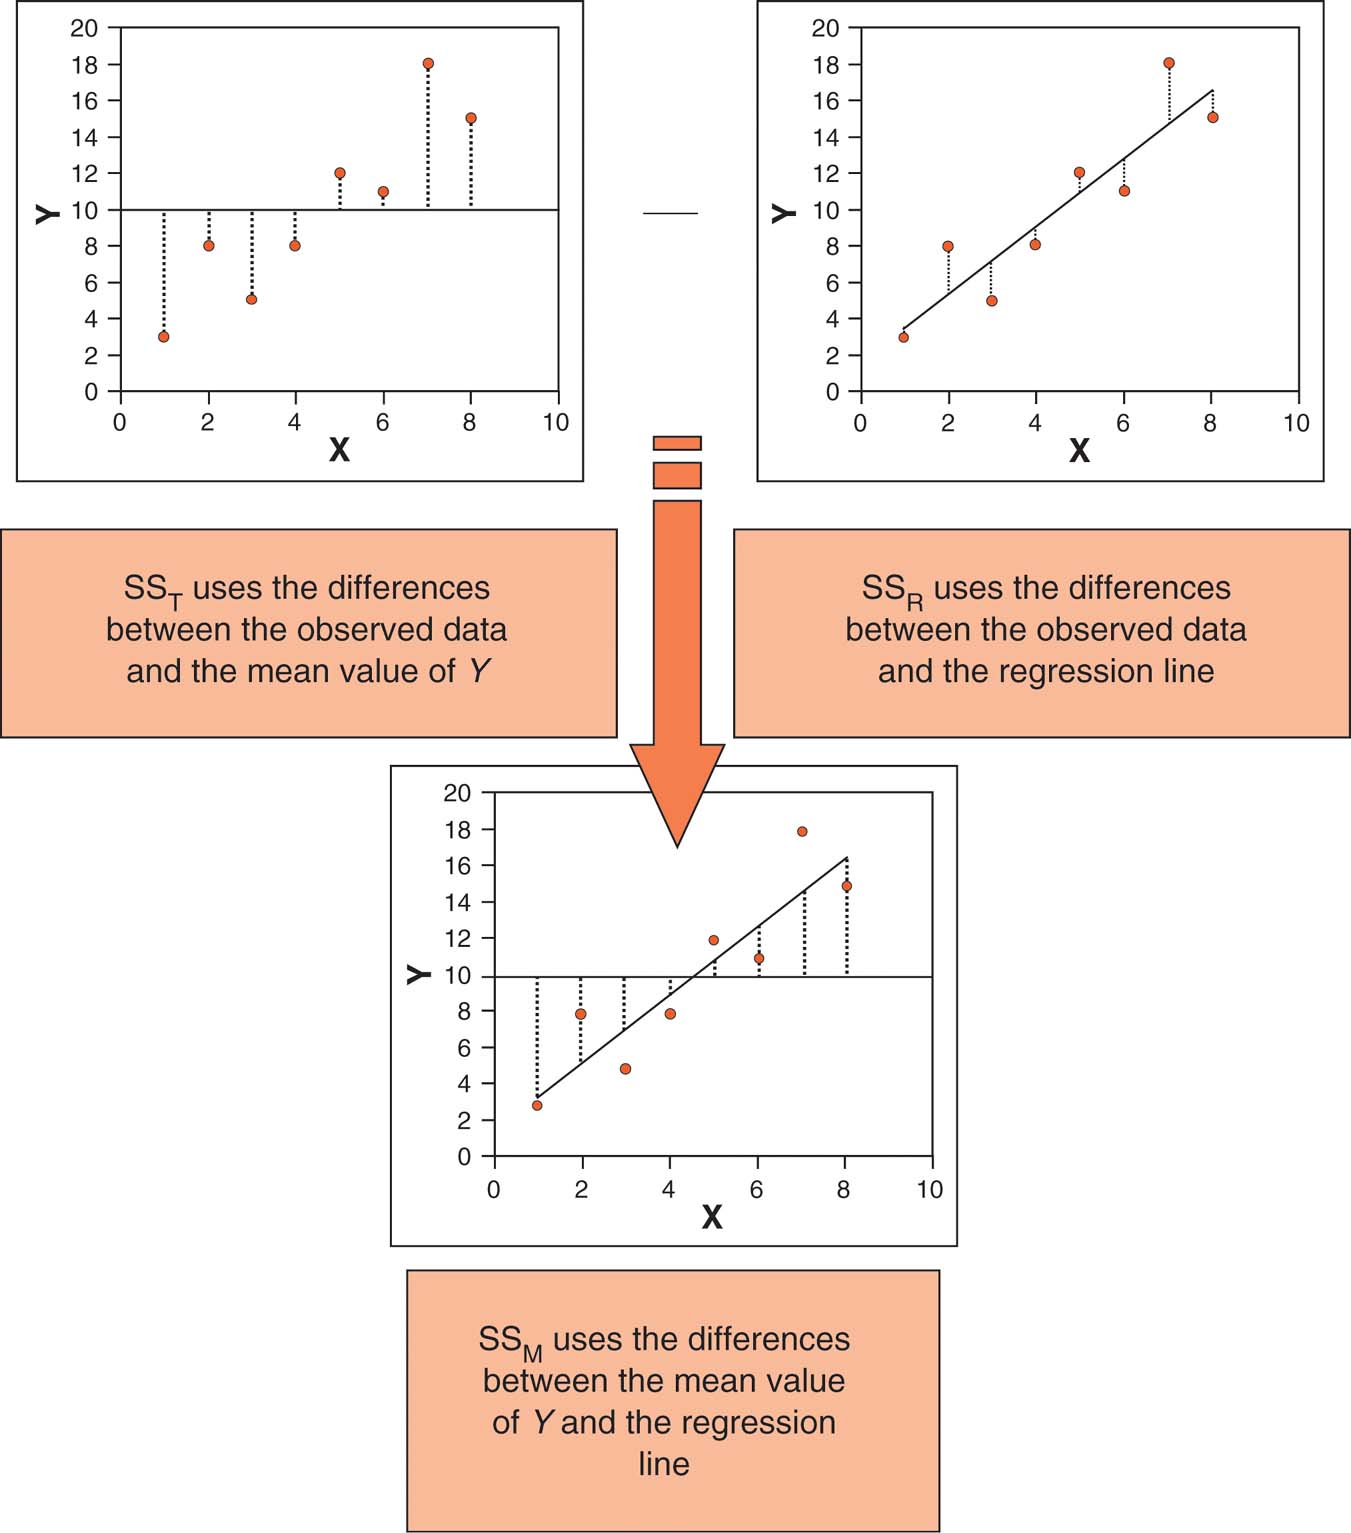 20
18
16
14
12
10
8
6
4
2
0
Y
0 2 4 6 8 10
X
20
18
16
14
12
10
8
6
4
2
0
Y
0 2 4 6 8 10
X
SST uses the differences
between the observed data
and the mean value of Y
SSR uses the differences
between the observed data
and the regression line
20
18
16
14
12
10
8
6
4
2
0
Y
0 2 4 6 8 10
X
SSM uses the differences
between the mean value
of Y and the regression
line